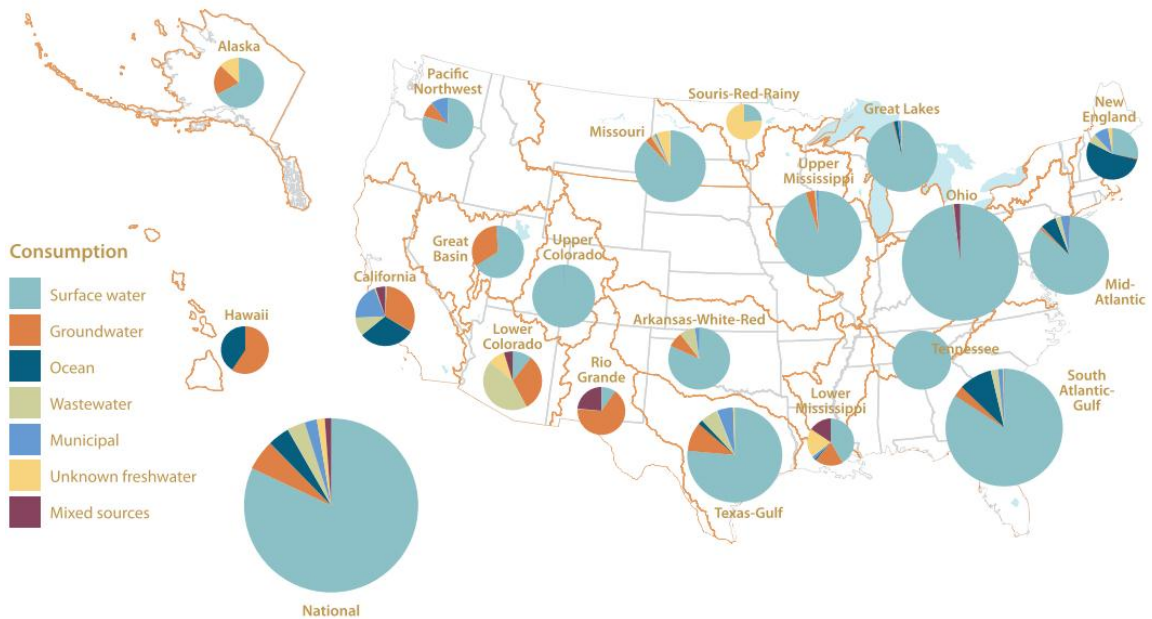 Alaska
Pacific
Northwest
Souris-Red-Rainy
Great Lakes
New
England
Missouri
Upper
Mississippi
Ohio
Consumption
Surface water
Groundwater
Ocean
Wastewater
Municipal
Unknown freshwater
Mixed sources
Great
Basin
Upper
Colorado
California
Mid-
Atlantic
Hawaii
Lower
Colorado
Arkansas-White-Red
Tennessee
Rio
Grande
South
Atlantic-
Gulf
Lower
Mississippi
Texas-Gulf
National